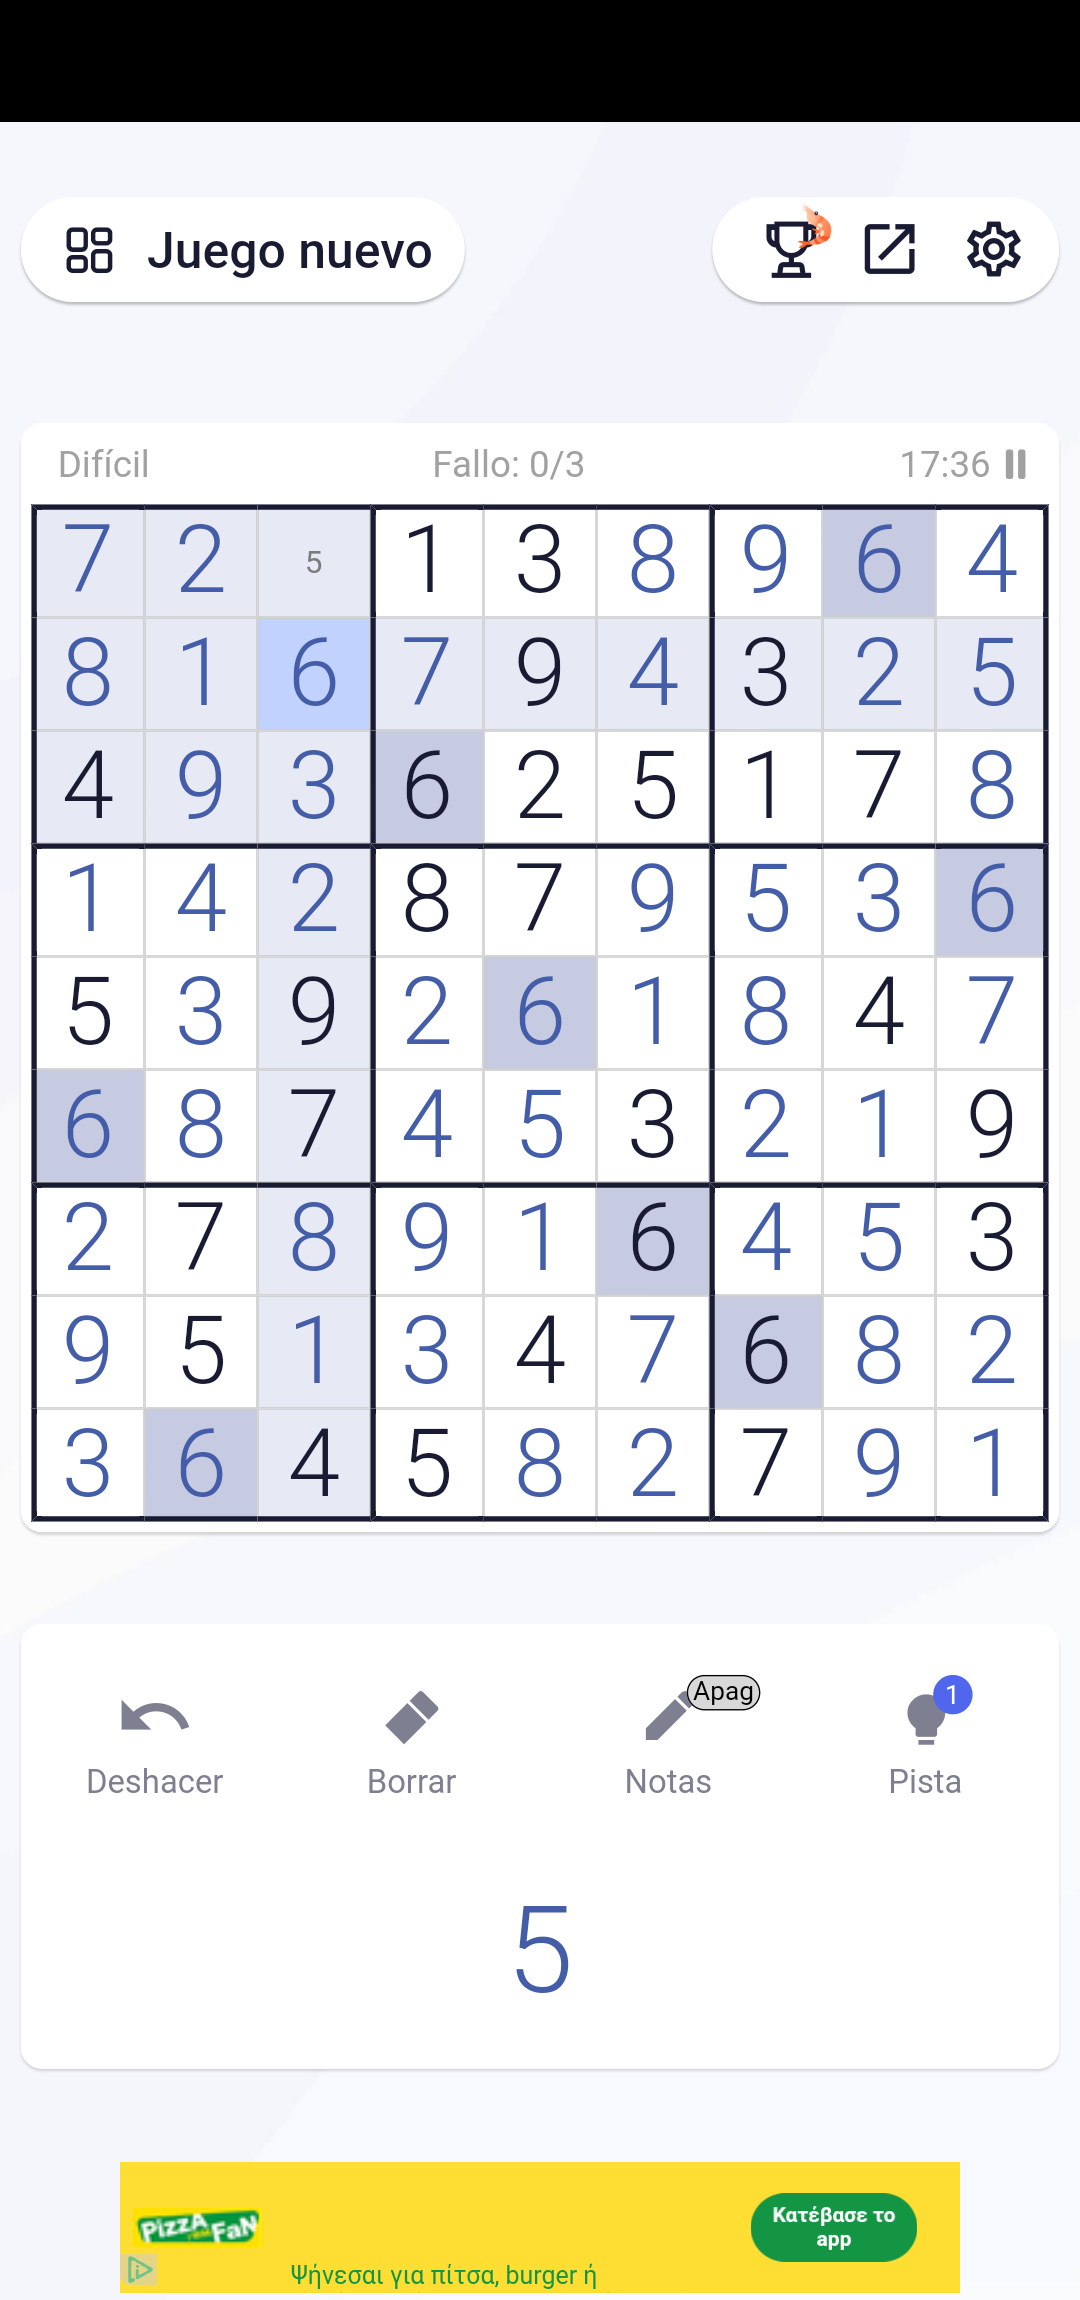 Juego nuevo
Difícil Fallo: 0/3 17:36
7 2 5 1 3 8 9 6 4
8 1 6 7 9 4 3 2 5
4 9 3 6 2 5 1 7 8
1 4 2 8 7 9 5 3 6
5 3 9 2 6 1 8 4 7
6 8 7 4 5 3 2 1 9
2 7 8 9 1 6 4 5 3
9 5 1 3 4 7 6 8 2
3 6 4 5 8 2 7 9 1
Apag 1
Deshacer Borrar Notas Pista
5
PIZZA FAN
Κατέβασε το
app
Ψήνεσαι για πίτσα, burger ή